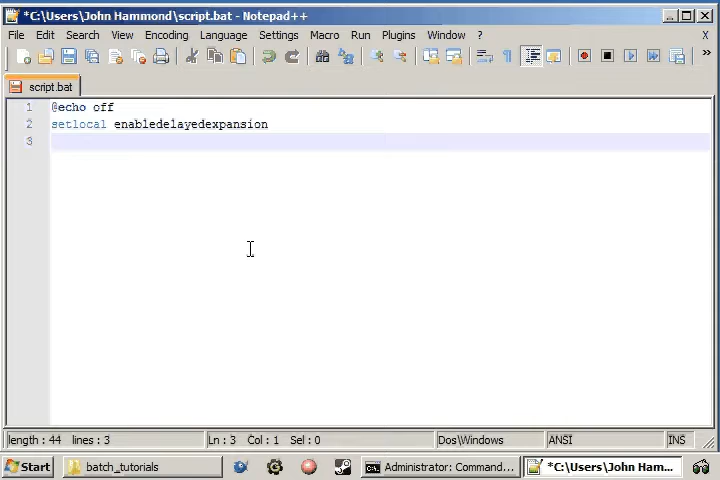 *C:\Users\John Hammond\script.bat - Notepad++
File Edit Search View Encoding Language Settings Macro Run Plugins Window ? X
script.bat
1 @echo off
2 setlocal enabledelayedexpansion
3
length : 44 lines : 3 Ln : 3 Col : 1 Sel : 0 Dos\Windows ANSI INS
Start batch_tutorials Administrator: Command... *C:\Users\John Ham...